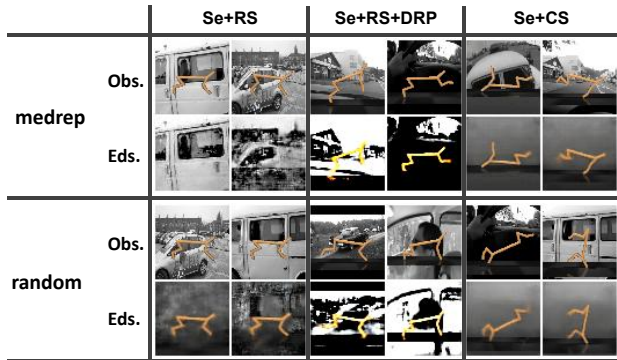 Se+RS Se+RS+DRP Se+CS
Obs.
medrep
Eds.
Obs.
random
Eds.